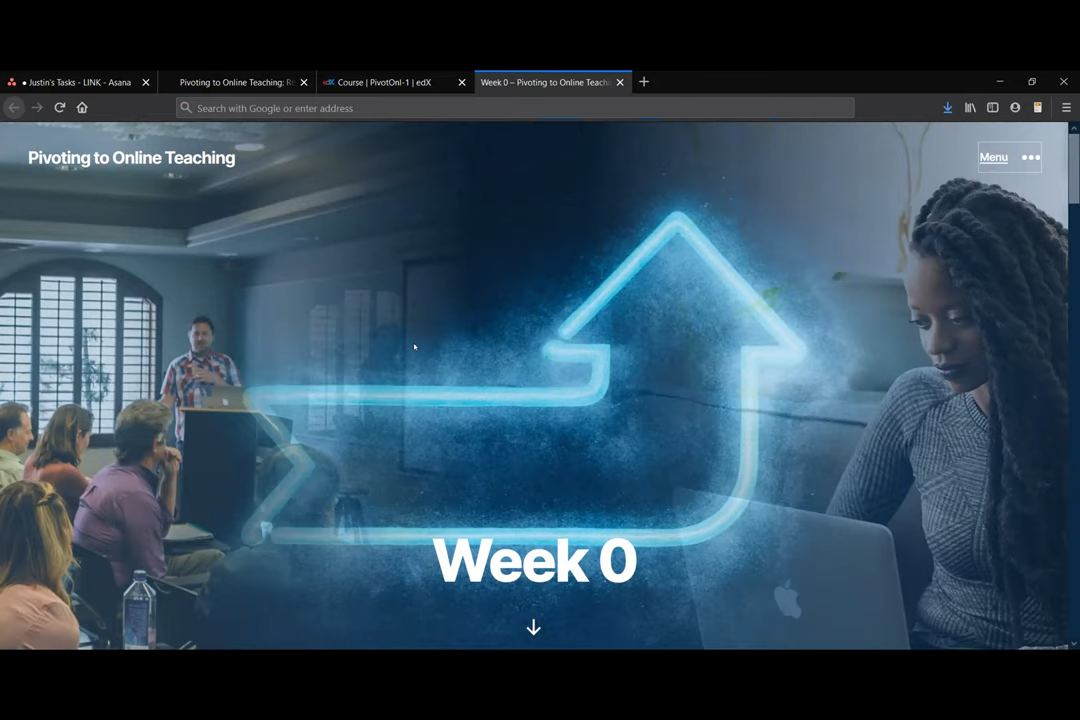 ● Justin's Tasks - LINK - Asana
Pivoting to Online Teaching: R
edX Course | PivotOnl-1 | edX
Week 0 – Pivoting to Online Teach
Search with Google or enter address
Pivoting to Online Teaching
Menu
Week 0